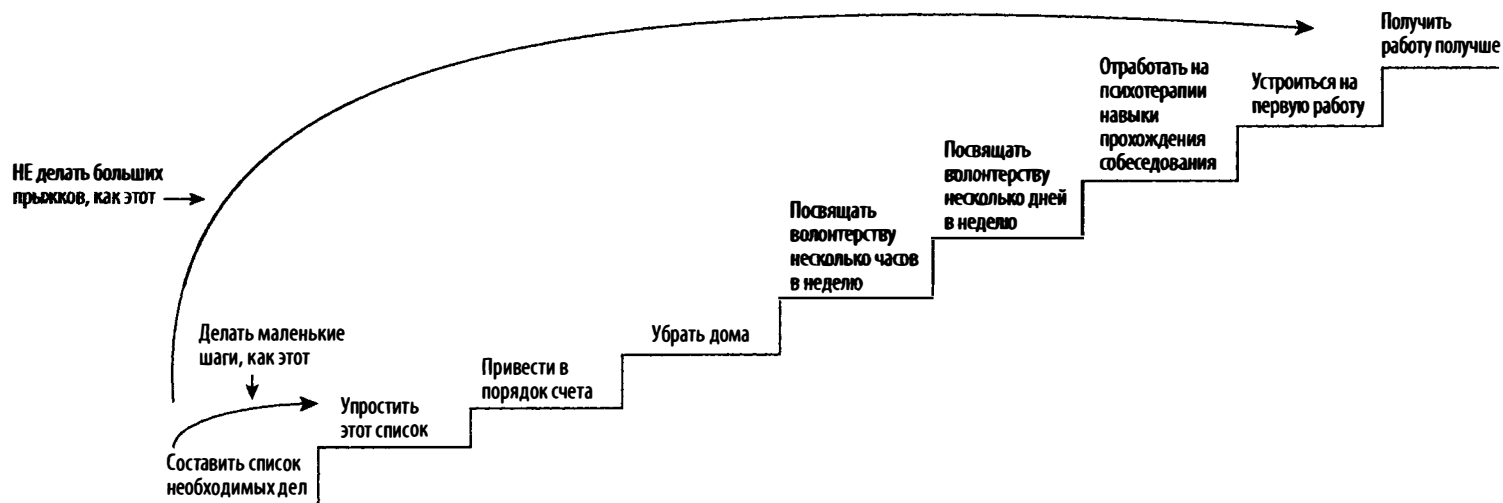 Получить
работу получше
Отработать на
психотерапии
навыки
прохождения
собеседования
Устроиться на
первую работу
НЕ делать больших
прыжков, как этот
Посвящать
волонтерству
несколько дней
в неделю
Посвящать
волонтерству
несколько часов
в неделю
Делать маленькие
шаги, как этот
Убрать дома
Привести в
порядок счета
Упростить
этот список
Составить список
необходимых дел